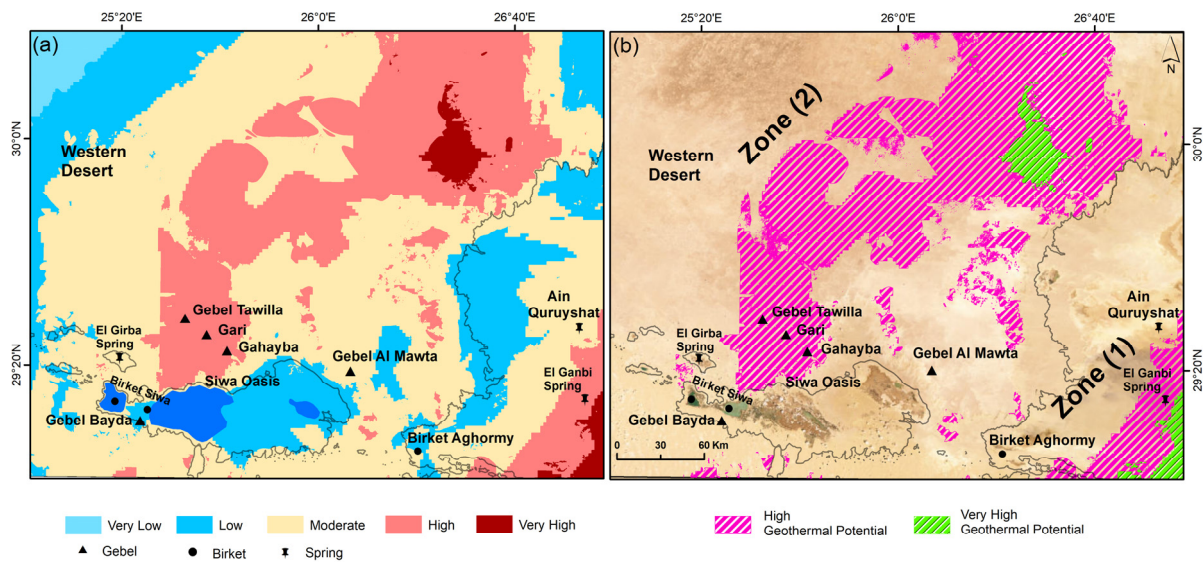 25°20'E 26°0'E 26°40'E
(a)
30°0'N
Western
Desert
Gebel Tawilla
Gari
Gahayba
El Girba
Spring
29°20'N
Birket Siwa
Siwa Oasis
Gebel Al Mawta
Gebel Bayda
Birket Aghormy
Ain
Quruyshat
El Ganbi
Spring
25°20'E 26°0'E 26°40'E
(b)
N
Zone (2)
30°0'N
Western
Desert
Gebel Tawilla
Gari
Gahayba
El Girba
Spring
29°20'N
Birket Siwa
Siwa Oasis
Gebel Al Mawta
Gebel Bayda
Birket Aghormy
Ain
Quruyshat
El Ganbi
Spring
Zone (1)
0 30 60 Km
Very Low Low Moderate High Very High
Gebel Birket Spring
High
Geothermal Potential
Very High
Geothermal Potential